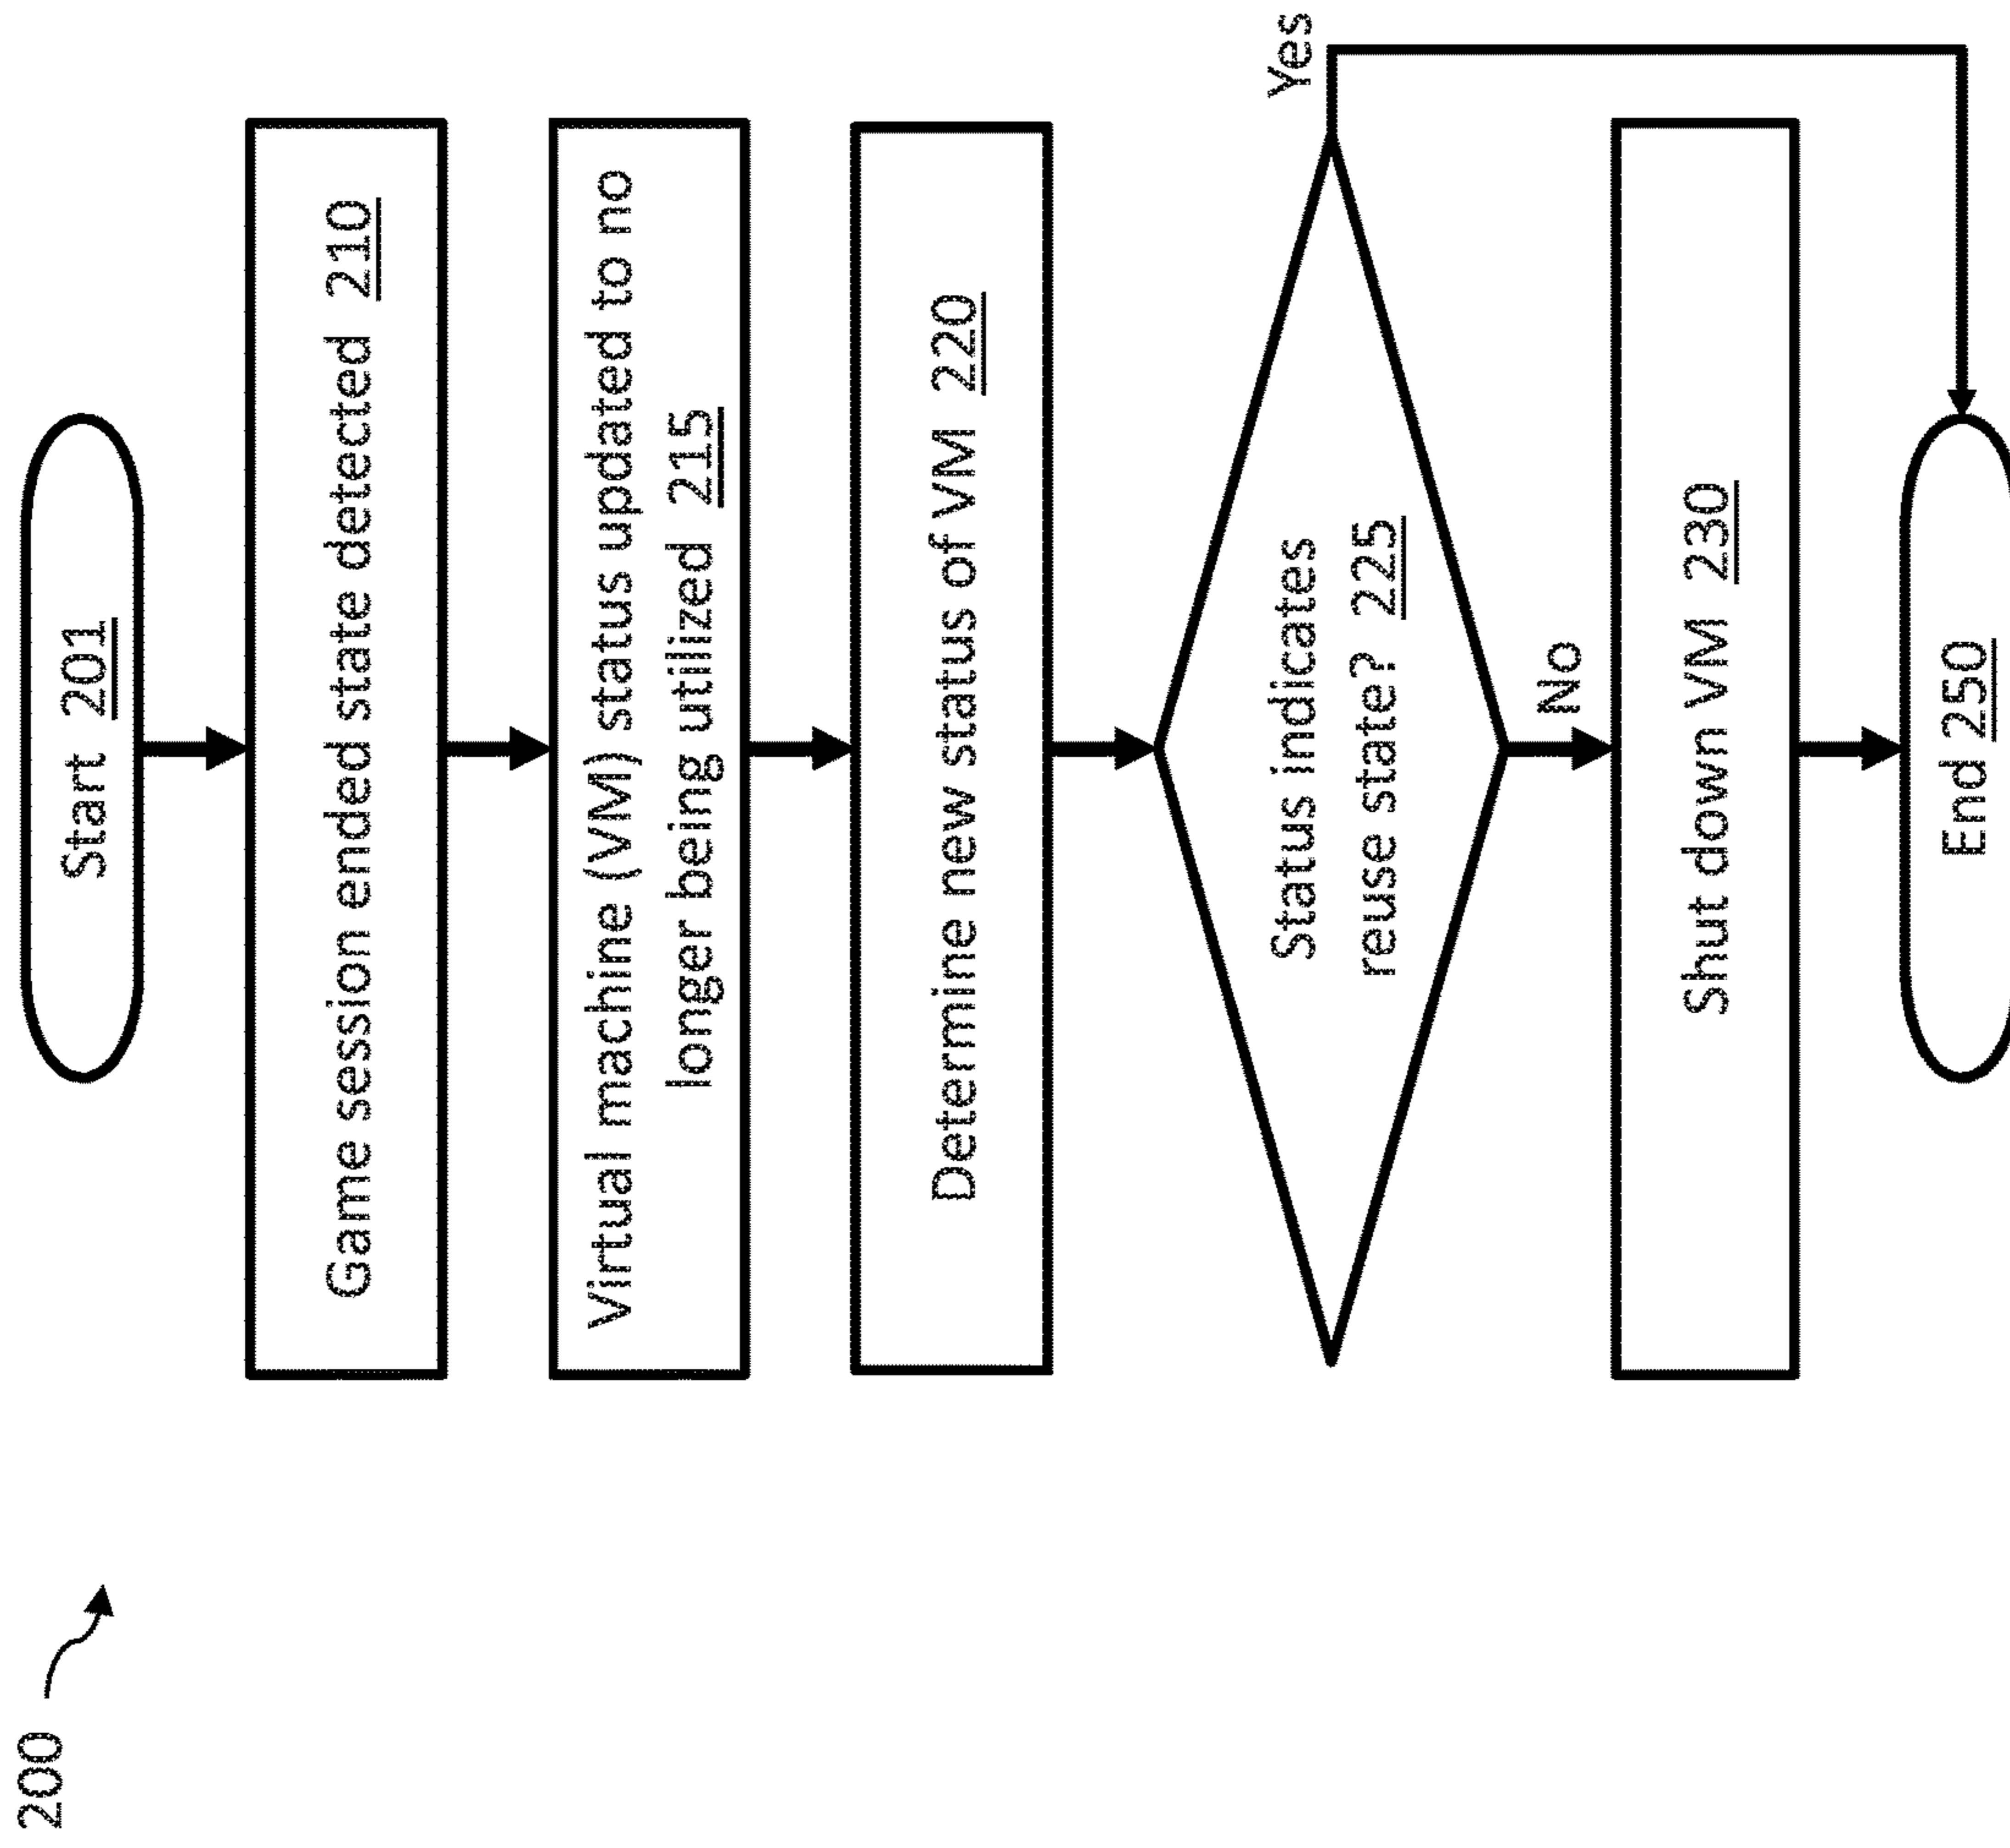 200
Start 201
Game session ended state detected 210
Virtual machine (VM) status updated to no
longer being utilized 215
Determine new status of VM 220
Status indicates
reuse state? 225
Yes
No
Shut down VM 230
End 250